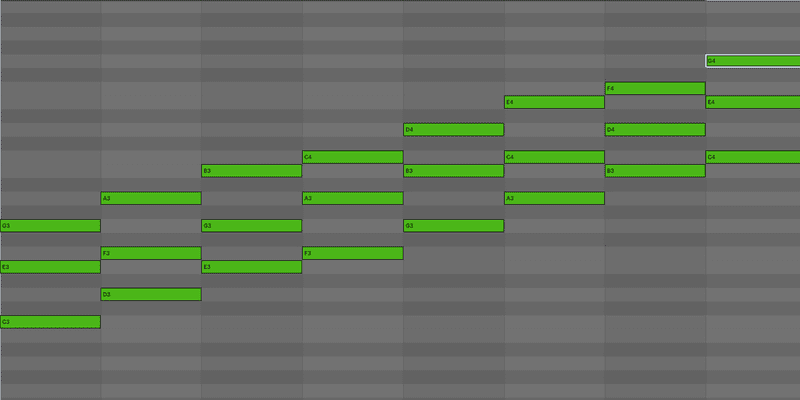 G4
F4
E4 E4
D4 D4
C4 C4 C4
B3 B3 B3
A3 A3 A3
G3 G3 G3
F3 F3
E3 E3
D3
C3